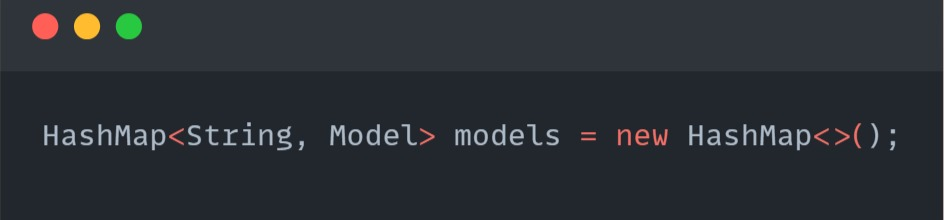 HashMap<String, Model> models = new HashMap<>();